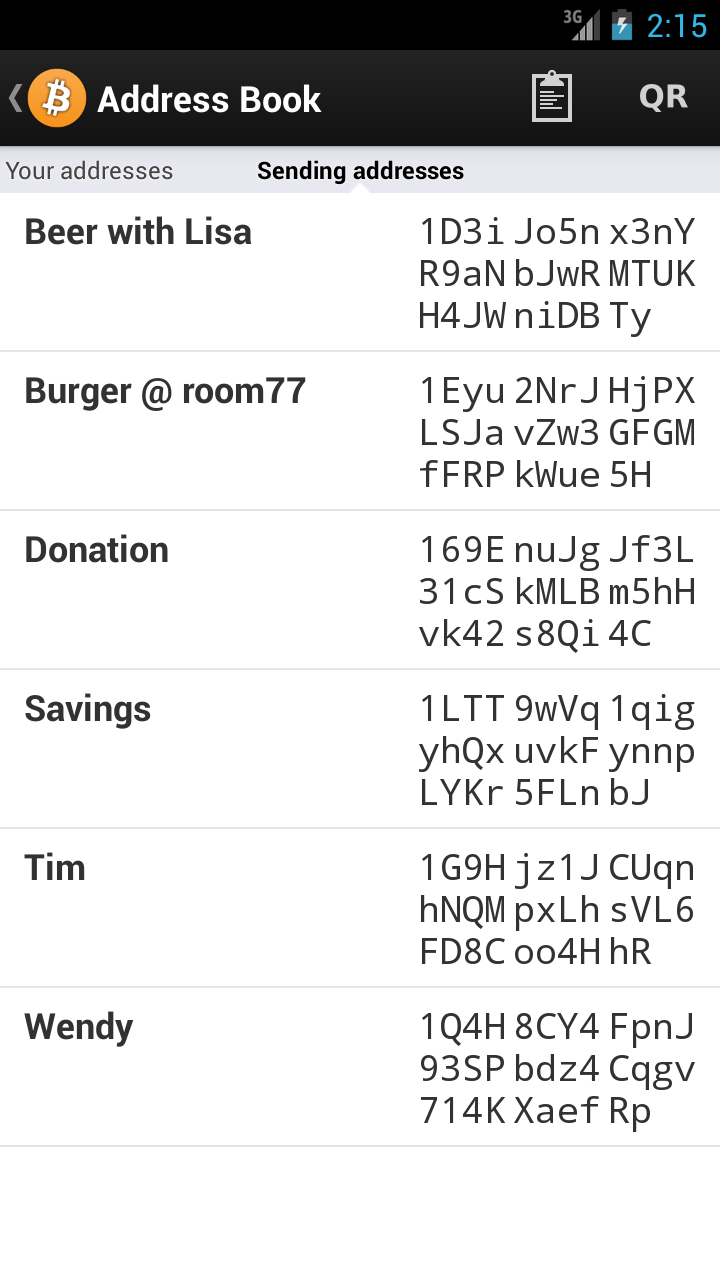 3G 2:15
Address Book QR
Your addresses Sending addresses
Beer with Lisa 1D3i Jo5n x3nY
R9aN bJwR MTUK
H4JW niDB Ty
Burger @ room77 1Eyu 2NrJ HjPX
LSJa vZw3 GFGM
fFRP kWue 5H
Donation 169E nuJg Jf3L
31cS kMLB m5hH
vk42 s8Qi 4C
Savings 1LTT 9wVq 1qig
yhQx uvkF ynnp
LYKr 5FLn bJ
Tim 1G9H jz1J CUqn
hNQM pxLh sVL6
FD8C oo4H hR
Wendy 1Q4H 8CY4 FpnJ
93SP bdz4 Cqgv
714K Xaef Rp